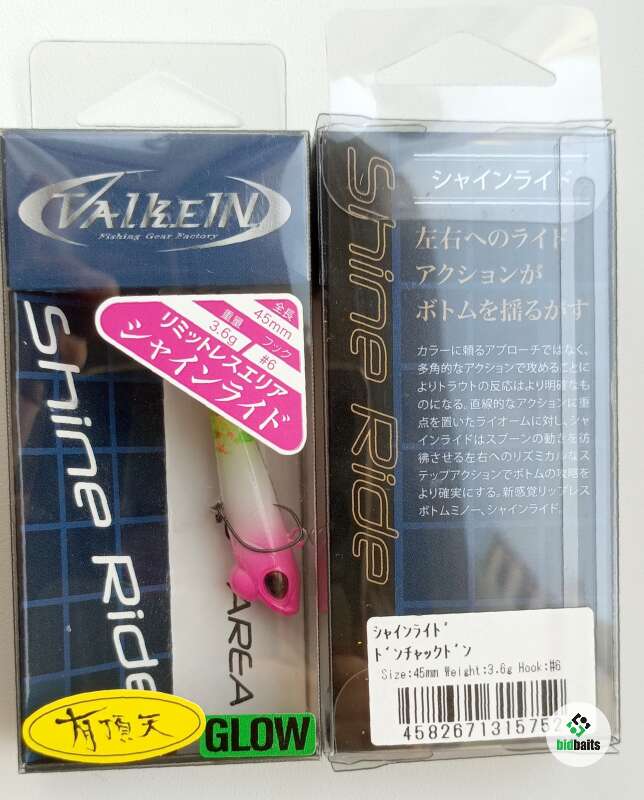 VALKEIN
Fishing Gear Factory
Shine Ride
全長
45mm
重量
3.6g
フック
#6
リミットレスエリア
シャインライド
AREA
有頂天
GLOW
Shine Ride
シャインライド
左右へのライド
アクションが
ボトムを揺るがす
カラーに頼るアプローチではなく、
多角的なアクションで攻めることに
よりトラウトの反応はより明確なも
のになる。直線的なアクションに重
点を置いたライオームに対し、シャ
インライドはスプーンの動きを彷
彿させる左右へのリズミカルなス
テップアクションでボトムの攻略を
より確実にする。新感覚リップレス
ボトムミノー、シャインライド。
シャインライド
ドンチャックドン
Size:45mm Weight:3.6g Hook:#6
458267131575
bidbaits